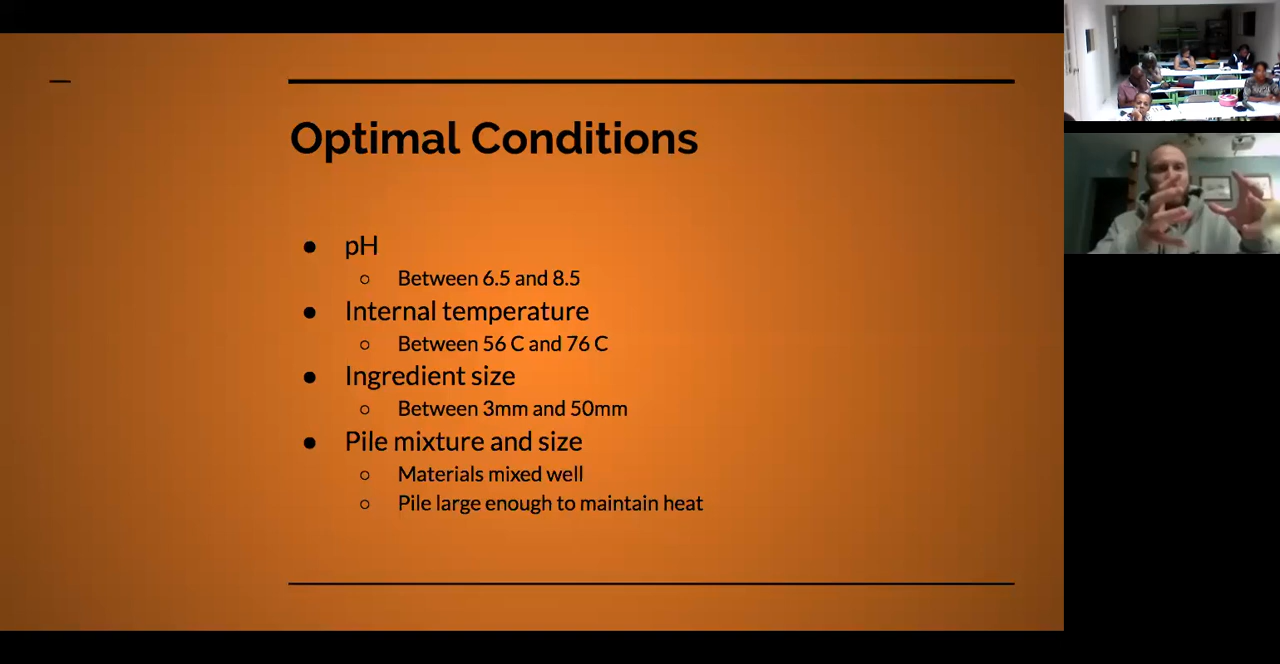 Optimal Conditions
● pH
○ Between 6.5 and 8.5
● Internal temperature
○ Between 56 C and 76 C
● Ingredient size
○ Between 3mm and 50mm
● Pile mixture and size
○ Materials mixed well
○ Pile large enough to maintain heat